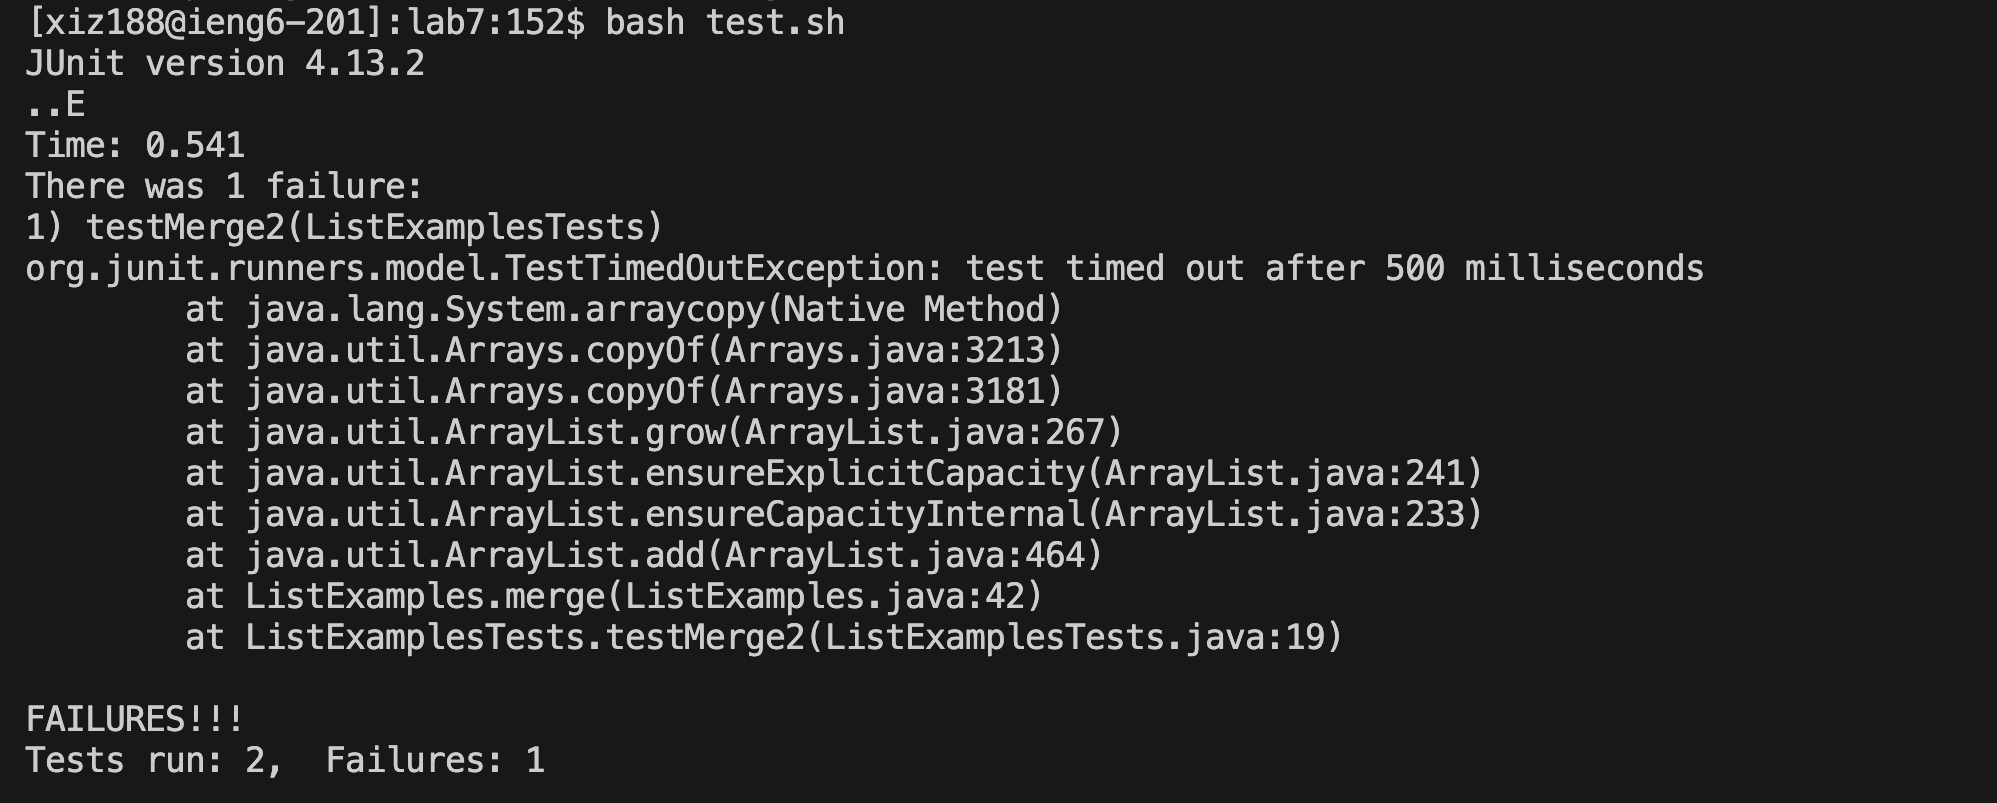 [xiz188@ieng6-201]:lab7:152$ bash test.sh
JUnit version 4.13.2
..E
Time: 0.541
There was 1 failure:
1) testMerge2(ListExamplesTests)
org.junit.runners.model.TestTimedOutException: test timed out after 500 milliseconds
        at java.lang.System.arraycopy(Native Method)
        at java.util.Arrays.copyOf(Arrays.java:3213)
        at java.util.Arrays.copyOf(Arrays.java:3181)
        at java.util.ArrayList.grow(ArrayList.java:267)
        at java.util.ArrayList.ensureExplicitCapacity(ArrayList.java:241)
        at java.util.ArrayList.ensureCapacityInternal(ArrayList.java:233)
        at java.util.ArrayList.add(ArrayList.java:464)
        at ListExamples.merge(ListExamples.java:42)
        at ListExamplesTests.testMerge2(ListExamplesTests.java:19)

FAILURES!!!
Tests run: 2,  Failures: 1